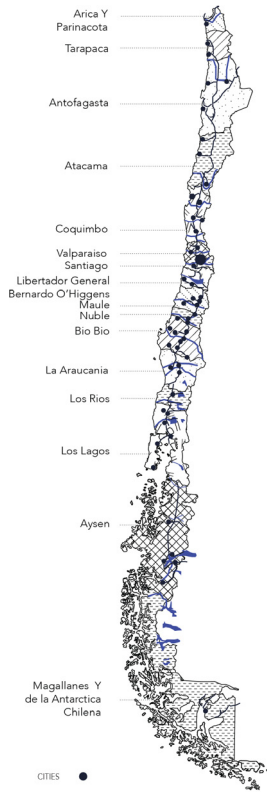 Arica Y
Parinacota
Tarapaca
Antofagasta
Atacama
Coquimbo
Valparaiso
Santiago
Libertador General
Bernardo O'Higgens
Maule
Nuble
Bio Bio
La Araucania
Los Rios
Los Lagos
Aysen
Magallanes Y
de la Antarctica
Chilena
CITIES